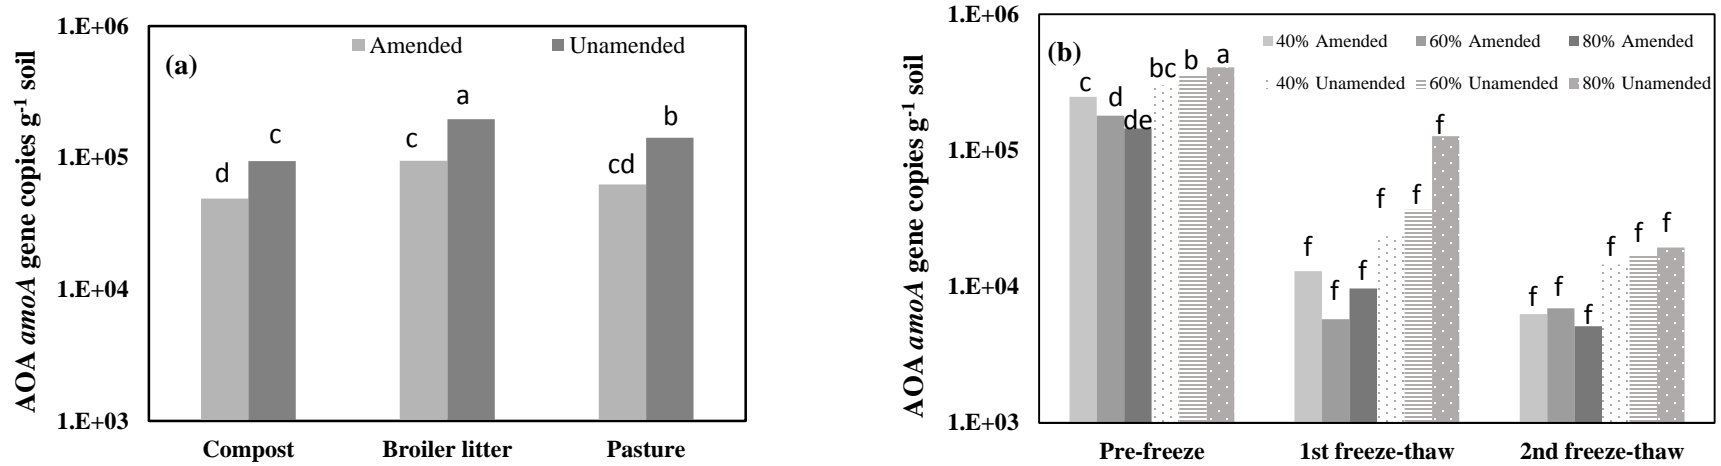 AOA amoA gene copies g-1 soil
1.E+06
1.E+05
1.E+04
1.E+03
(a)
Amended
Unamended
d
c
c
a
cd
b
Compost
Broiler litter
Pasture
AOA amoA gene copies g-1 soil
1.E+06
1.E+05
1.E+04
1.E+03
(b)
40% Amended
60% Amended
80% Amended
40% Unamended
60% Unamended
80% Unamended
c
d
de
bc
b
a
f
f
f
f
f
f
f
f
f
f
f
f
Pre-freeze
1st freeze-thaw
2nd freeze-thaw